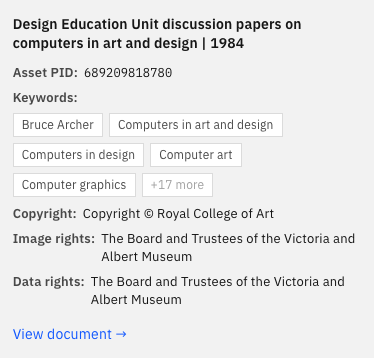 Design Education Unit discussion papers on
computers in art and design | 1984
Asset PID: 689209818780
Keywords:
Bruce Archer Computers in art and design
Computers in design Computer art
Computer graphics +17 more
Copyright: Copyright © Royal College of Art
Image rights: The Board and Trustees of the Victoria and
Albert Museum
Data rights: The Board and Trustees of the Victoria and
Albert Museum
View document →